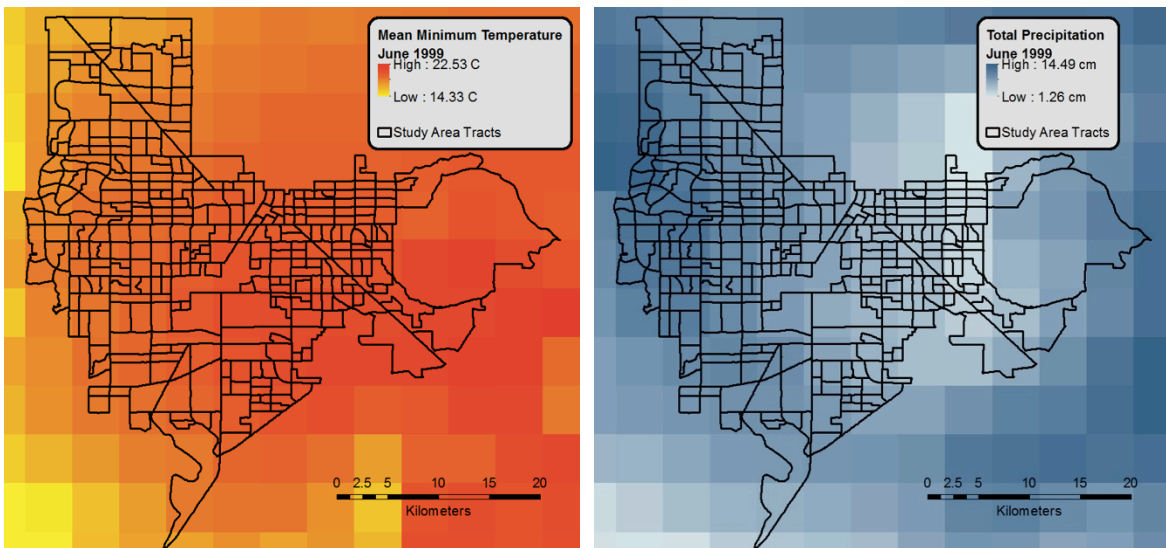 Mean Minimum Temperature
June 1999
High : 22.53 C
Low : 14.33 C
Study Area Tracts
0 2.5 5 10 15 20
Kilometers
Total Precipitation
June 1999
High : 14.49 cm
Low : 1.26 cm
Study Area Tracts
0 2.5 5 10 15 20
Kilometers